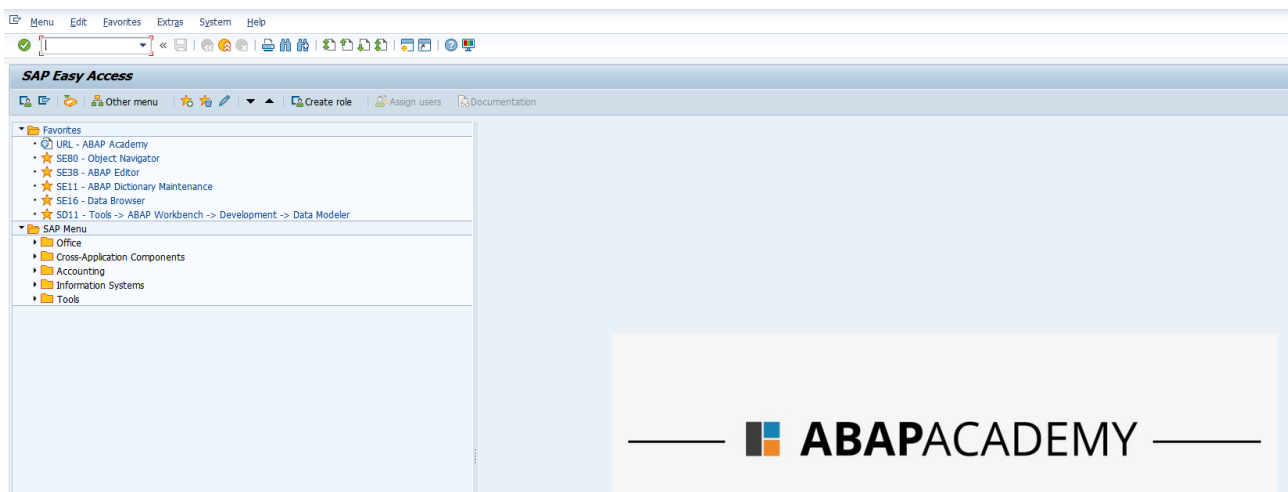 Menu Edit Favorites Extras System Help
SAP Easy Access
Other menu Create role Assign users Documentation
Favorites
URL - ABAP Academy
SE80 - Object Navigator
SE38 - ABAP Editor
SE11 - ABAP Dictionary Maintenance
SE16 - Data Browser
SD11 - Tools -> ABAP Workbench -> Development -> Data Modeler
SAP Menu
Office
Cross-Application Components
Accounting
Information Systems
Tools
ABAPACADEMY